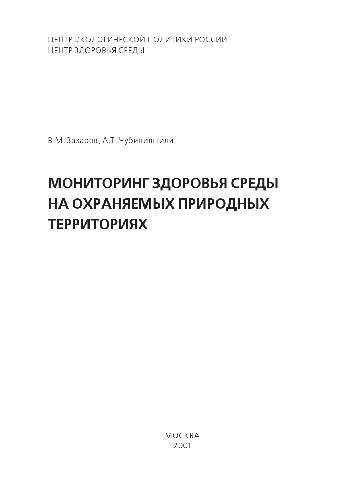 ЦЕНТР ЭКОЛОГИЧЕСКОЙ ПОЛИТИКИ РОССИИ
ЦЕНТР ЗДОРОВЬЯ СРЕДЫ
В.М. Захаров, А.Т. Чубинишвили
МОНИТОРИНГ ЗДОРОВЬЯ СРЕДЫ
НА ОХРАНЯЕМЫХ ПРИРОДНЫХ
ТЕРРИТОРИЯХ
МОСКВА
2001